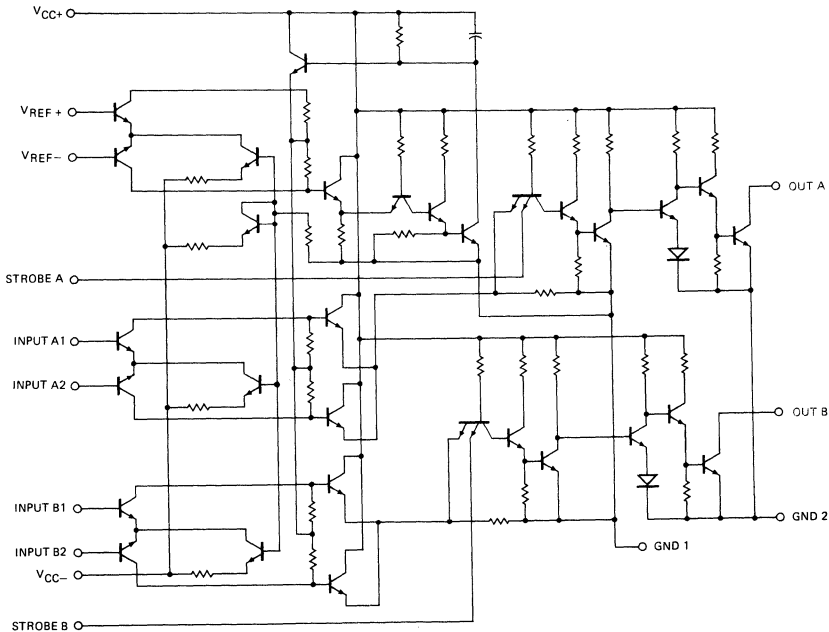 VCC+
VREF+
VREF-
OUT A
STROBE A
INPUT A1
INPUT A2
OUT B
INPUT B1
GND 2
INPUT B2
GND 1
VCC-
STROBE B